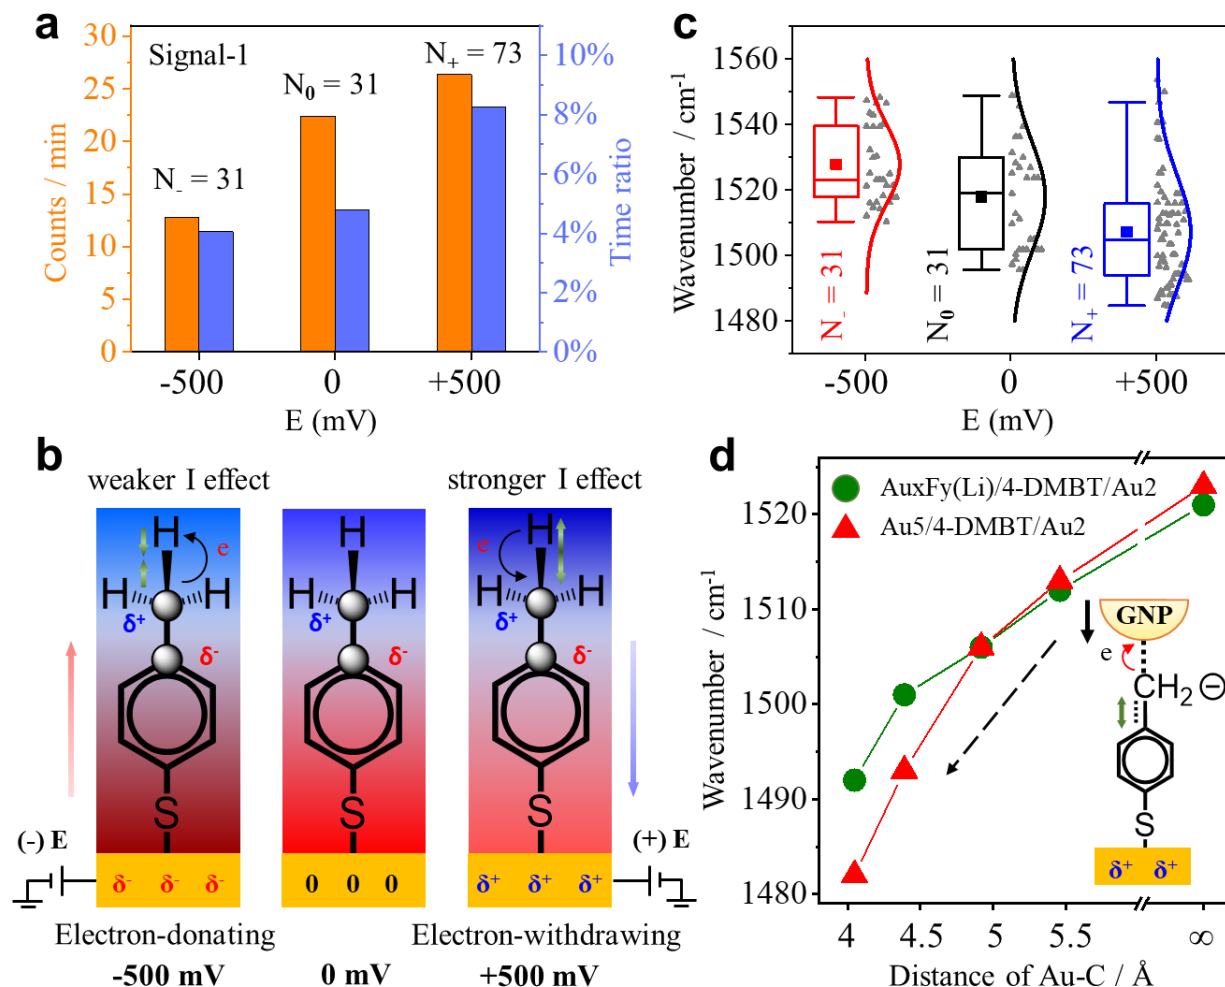 a
Signal-1
N₋ = 31
N₀ = 31
N₊ = 73
30
25
20
15
10
5
0
Counts / min
10%
8%
6%
4%
2%
0%
Time ratio
-500
0
+500
E (mV)
c
1560
1540
1520
1500
1480
Wavenumber / cm⁻¹
N₋ = 31
N₀ = 31
N₊ = 73
-500
0
+500
E (mV)
b
weaker I effect
stronger I effect
H
e
H
H
δ⁺
δ⁻
S
H
H
H
δ⁺
δ⁻
S
H
e
H
H
δ⁺
δ⁻
S
(-) E
(+) E
δ⁻ δ⁻ δ⁻
0 0 0
δ⁺ δ⁺ δ⁺
Electron-donating
Electron-withdrawing
-500 mV
0 mV
+500 mV
d
AuxFy(Li)/4-DMBT/Au2
Au5/4-DMBT/Au2
1520
1510
1500
1490
1480
Wavenumber / cm⁻¹
GNP
e
CH₂ ⊖
S
δ⁺ δ⁺
4
4.5
5
5.5
∞
Distance of Au-C / Å